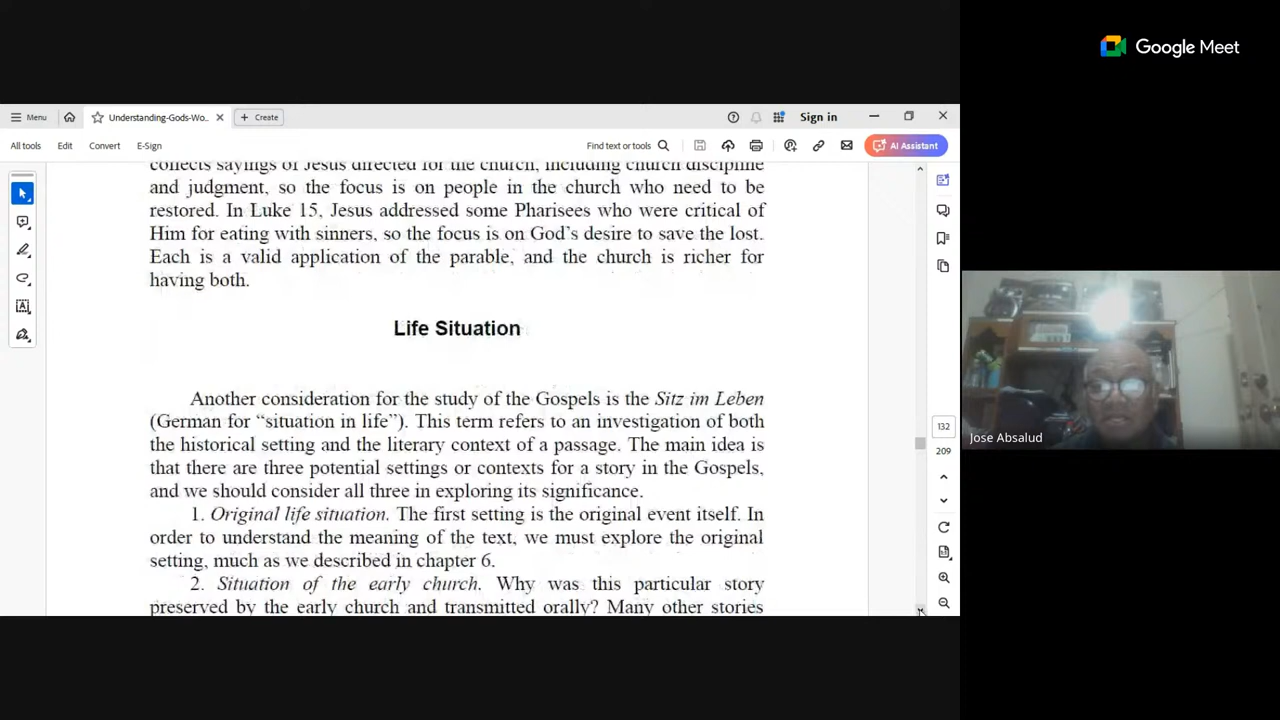 Google Meet
Menu
Understanding-Gods-Wo...
Create
Sign in
All tools
Edit
Convert
E-Sign
Find text or tools
AI Assistant
collects sayings of Jesus directed for the church, including church discipline
and judgment, so the focus is on people in the church who need to be
restored. In Luke 15, Jesus addressed some Pharisees who were critical of
Him for eating with sinners, so the focus is on God's desire to save the lost.
Each is a valid application of the parable, and the church is richer for
having both.
Life Situation
Another consideration for the study of the Gospels is the Sitz im Leben
(German for “situation in life”). This term refers to an investigation of both
the historical setting and the literary context of a passage. The main idea is
that there are three potential settings or contexts for a story in the Gospels,
and we should consider all three in exploring its significance.
1. Original life situation. The first setting is the original event itself. In
order to understand the meaning of the text, we must explore the original
setting, much as we described in chapter 6.
2. Situation of the early church. Why was this particular story
preserved by the early church and transmitted orally? Many other stories
132
209
Jose Absalud